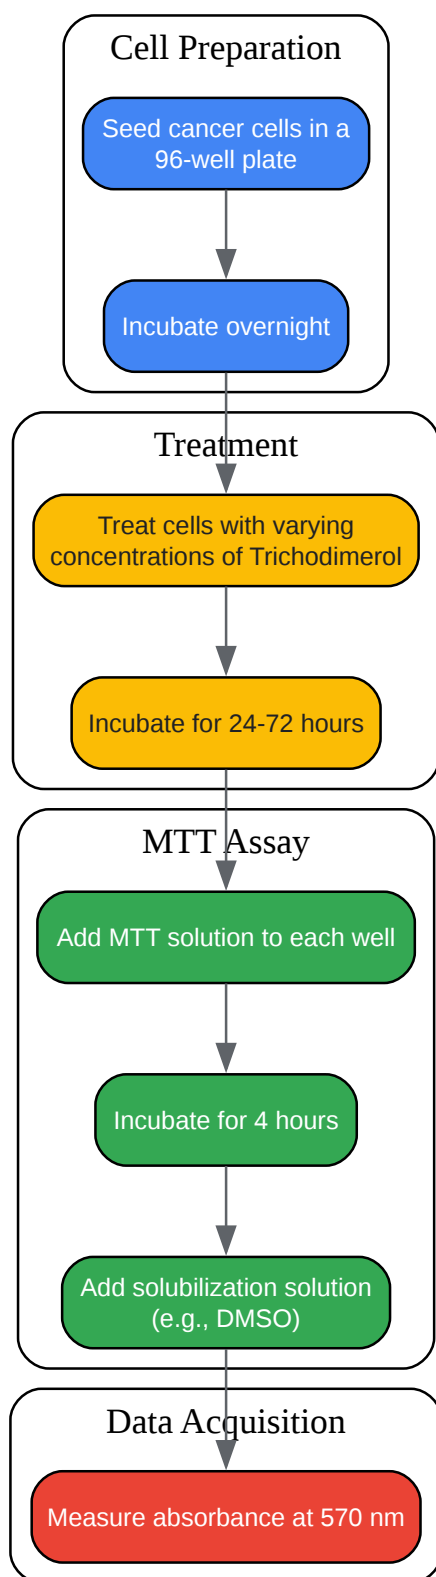 Cell Preparation
Seed cancer cells in a
96-well plate
Incubate overnight
Treatment
Treat cells with varying
concentrations of Trichodimerol
Incubate for 24-72 hours
MTT Assay
Add MTT solution to each well
Incubate for 4 hours
Add solubilization solution
(e.g., DMSO)
Data Acquisition
Measure absorbance at 570 nm